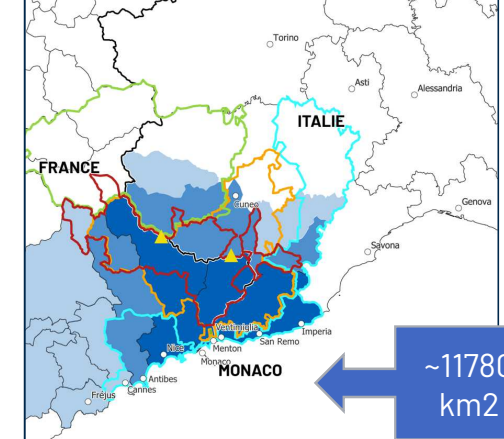 Torino
Asti
Alessandria
ITALIE
FRANCE
Cuneo
Genova
Savona
Ventimiglia
Imperia
San Remo
Nice
Menton
Monaco
MONACO
Antibes
Cannes
Fréjus
~11780
km2